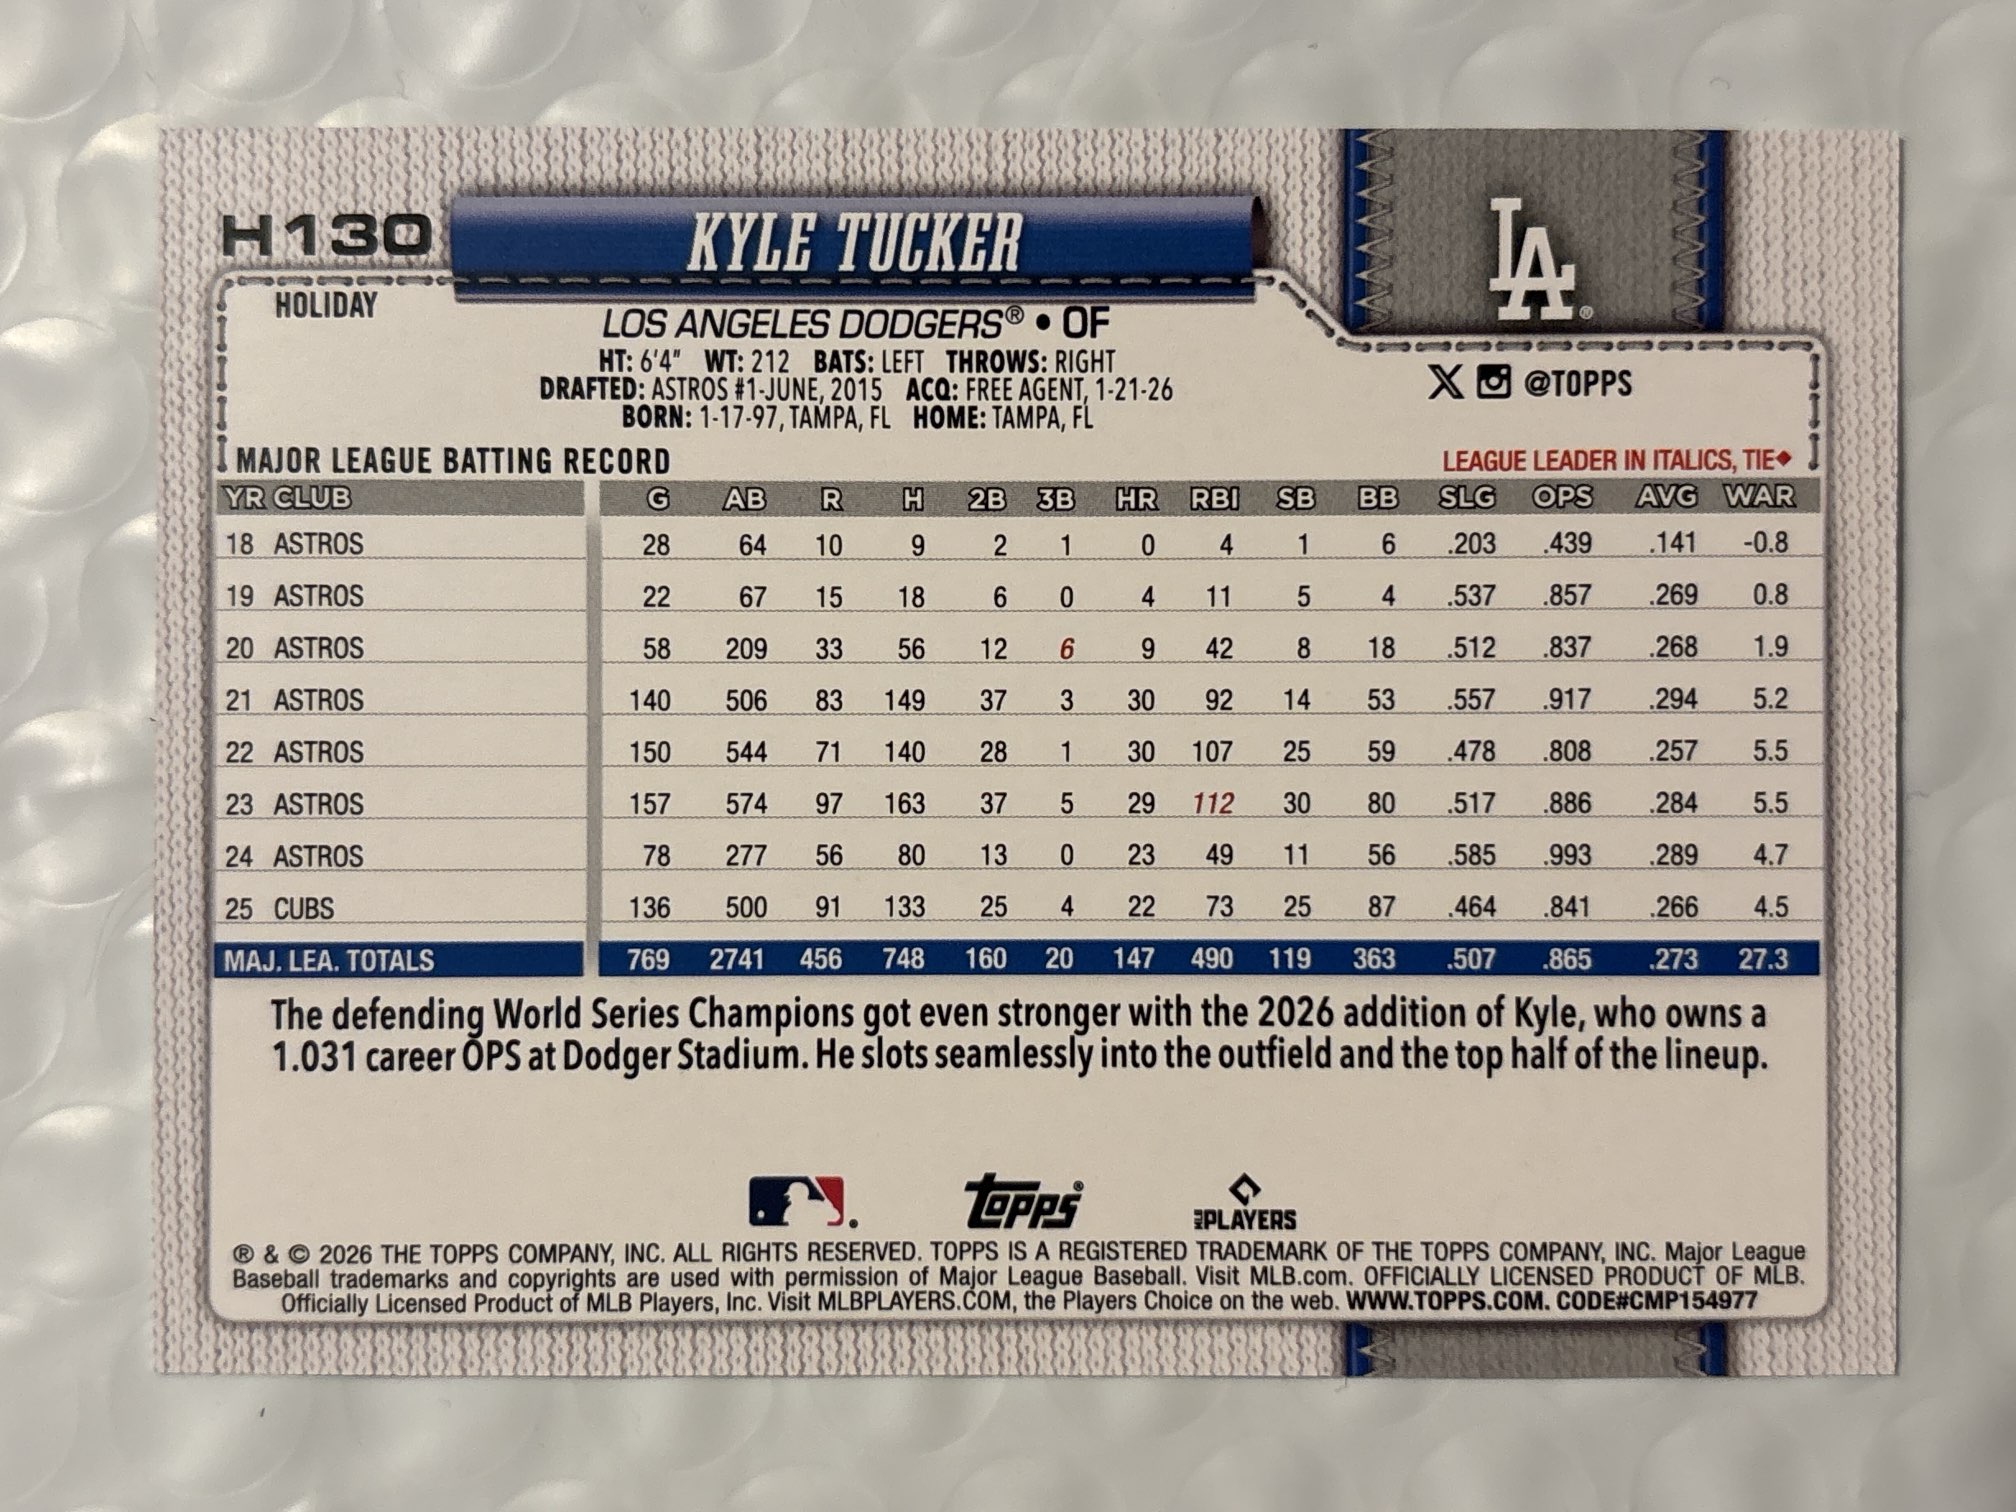 H130
KYLE TUCKER
LA®
HOLIDAY
LOS ANGELES DODGERS® • OF
HT: 6'4" WT: 212 BATS: LEFT THROWS: RIGHT
DRAFTED: ASTROS #1-JUNE, 2015 ACQ: FREE AGENT, 1-21-26
BORN: 1-17-97, TAMPA, FL HOME: TAMPA, FL
X @TOPPS
MAJOR LEAGUE BATTING RECORD
LEAGUE LEADER IN ITALICS, TIE♦
YR CLUB G AB R H 2B 3B HR RBI SB BB SLG OPS AVG WAR
18 ASTROS 28 64 10 9 2 1 0 4 1 6 .203 .439 .141 -0.8
19 ASTROS 22 67 15 18 6 0 4 11 5 4 .537 .857 .269 0.8
20 ASTROS 58 209 33 56 12 6 9 42 8 18 .512 .837 .268 1.9
21 ASTROS 140 506 83 149 37 3 30 92 14 53 .557 .917 .294 5.2
22 ASTROS 150 544 71 140 28 1 30 107 25 59 .478 .808 .257 5.5
23 ASTROS 157 574 97 163 37 5 29 112 30 80 .517 .886 .284 5.5
24 ASTROS 78 277 56 80 13 0 23 49 11 56 .585 .993 .289 4.7
25 CUBS 136 500 91 133 25 4 22 73 25 87 .464 .841 .266 4.5
MAJ. LEA. TOTALS 769 2741 456 748 160 20 147 490 119 363 .507 .865 .273 27.3
The defending World Series Champions got even stronger with the 2026 addition of Kyle, who owns a
1.031 career OPS at Dodger Stadium. He slots seamlessly into the outfield and the top half of the lineup.
Topps®
MLB PLAYERS
® & © 2026 THE TOPPS COMPANY, INC. ALL RIGHTS RESERVED. TOPPS IS A REGISTERED TRADEMARK OF THE TOPPS COMPANY, INC. Major League
Baseball trademarks and copyrights are used with permission of Major League Baseball. Visit MLB.com. OFFICIALLY LICENSED PRODUCT OF MLB.
Officially Licensed Product of MLB Players, Inc. Visit MLBPLAYERS.COM, the Players Choice on the web. WWW.TOPPS.COM. CODE#CMP154977